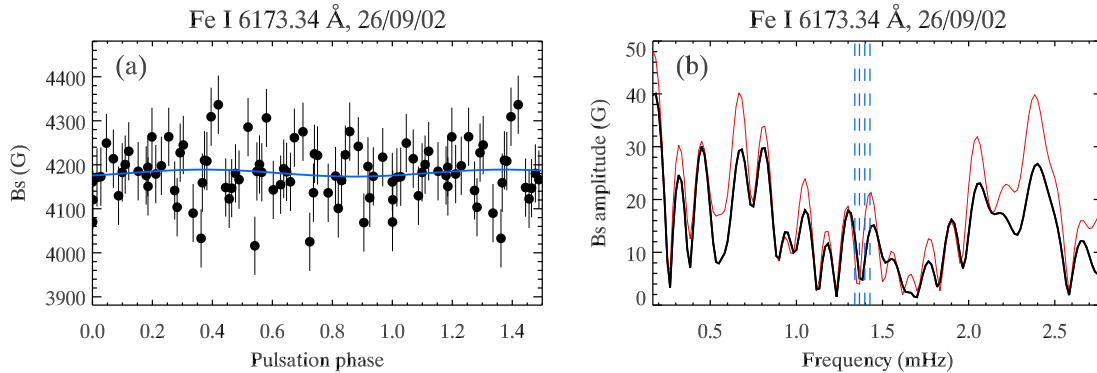 Fe I 6173.34 Å, 26/09/02
(a)
Bs (G)
4400
4300
4200
4100
4000
3900
0.0 0.2 0.4 0.6 0.8 1.0 1.2 1.4
Pulsation phase
Fe I 6173.34 Å, 26/09/02
(b)
Bs amplitude (G)
50
40
30
20
10
0
0.5 1.0 1.5 2.0 2.5
Frequency (mHz)